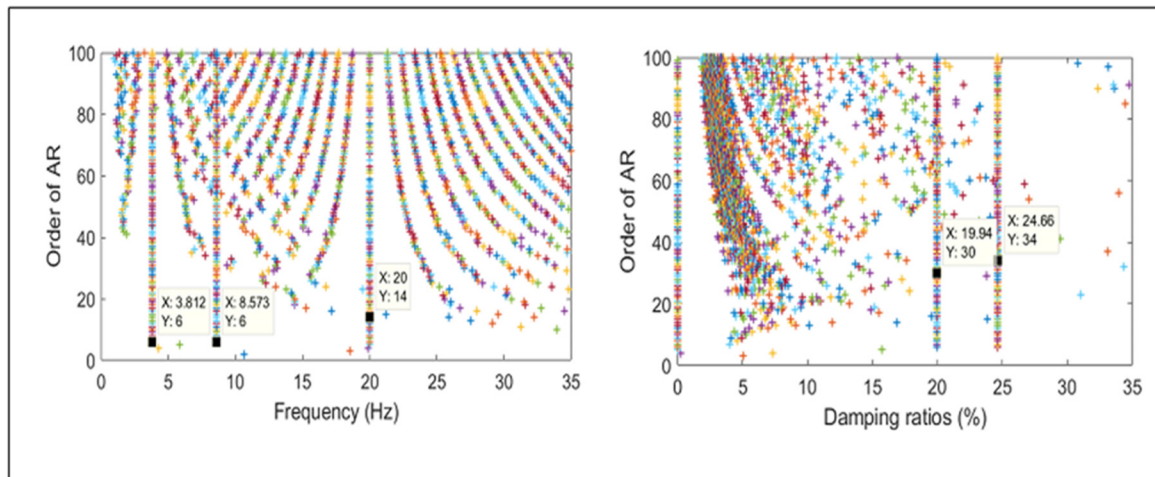 100
80
60
40
20
0
Order of AR
X: 3.812
Y: 6
X: 8.573
Y: 6
X: 20
Y: 14
0 5 10 15 20 25 30 35
Frequency (Hz)
100
80
60
40
20
0
Order of AR
X: 19.94
Y: 30
X: 24.66
Y: 34
0 5 10 15 20 25 30 35
Damping ratios (%)